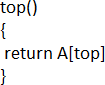 top()
{
return A[top]
}